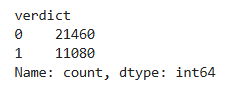 verdict
0    21460
1    11080
Name: count, dtype: int64